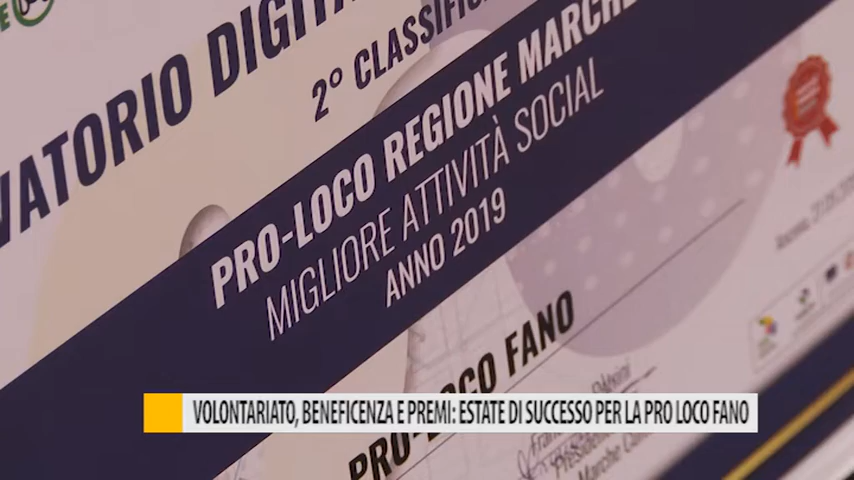 VATORIO DIGITA
2° CLASSIFIC
PRO-LOCO REGIONE MARCHE
MIGLIORE ATTIVITÀ SOCIAL
ANNO 2019
PRO-LOCO FANO
VOLONTARIATO, BENEFICENZA E PREMI: ESTATE DI SUCCESSO PER LA PRO LOCO FANO